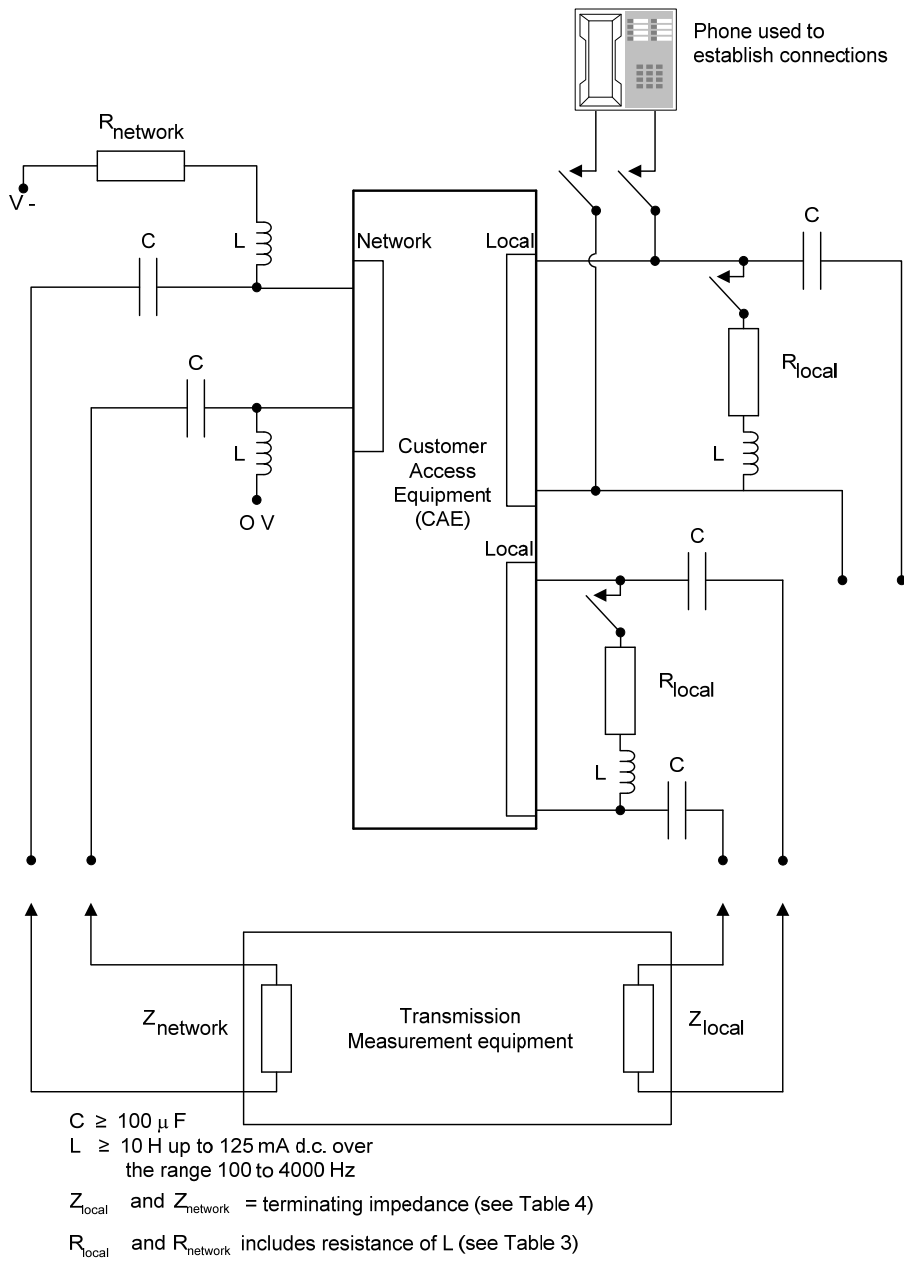 Phone used to
establish connections
R network
V -
L
C
Network
Local
C
C
R local
L
L
O V
Customer
Access
Equipment
(CAE)
Local
C
R local
L
C
Z network
Transmission
Measurement equipment
Z local
C ≥ 100 μ F
L ≥ 10 H up to 125 mA d.c. over
the range 100 to 4000 Hz
Z local and Z network = terminating impedance (see Table 4)
R local and R network includes resistance of L (see Table 3)